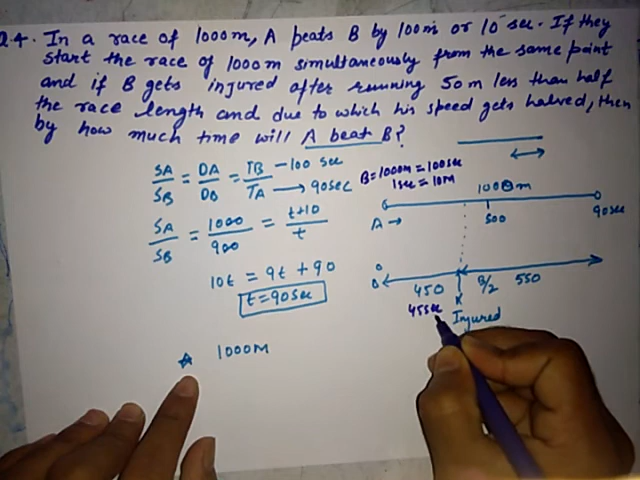 Q.4. In a race of 1000m, A beats B by 100m or 10 sec. If they
start the race of 1000m simultaneously from the same point
and if B gets injured after running 50m less than half
the race length and due to which his speed gets halved, then
by how much time will A beat B?
SA/SB = DA/DB = TB/TA - 100 sec → 90sec
B = 1000m = 100sec
1sec = 10M
SA/SB = 1000/900 = t+10/t
10t = 9t + 90
t = 90sec
1000m
A →
500
90sec
B
450
B/2
550
45sec
Injured
1000M